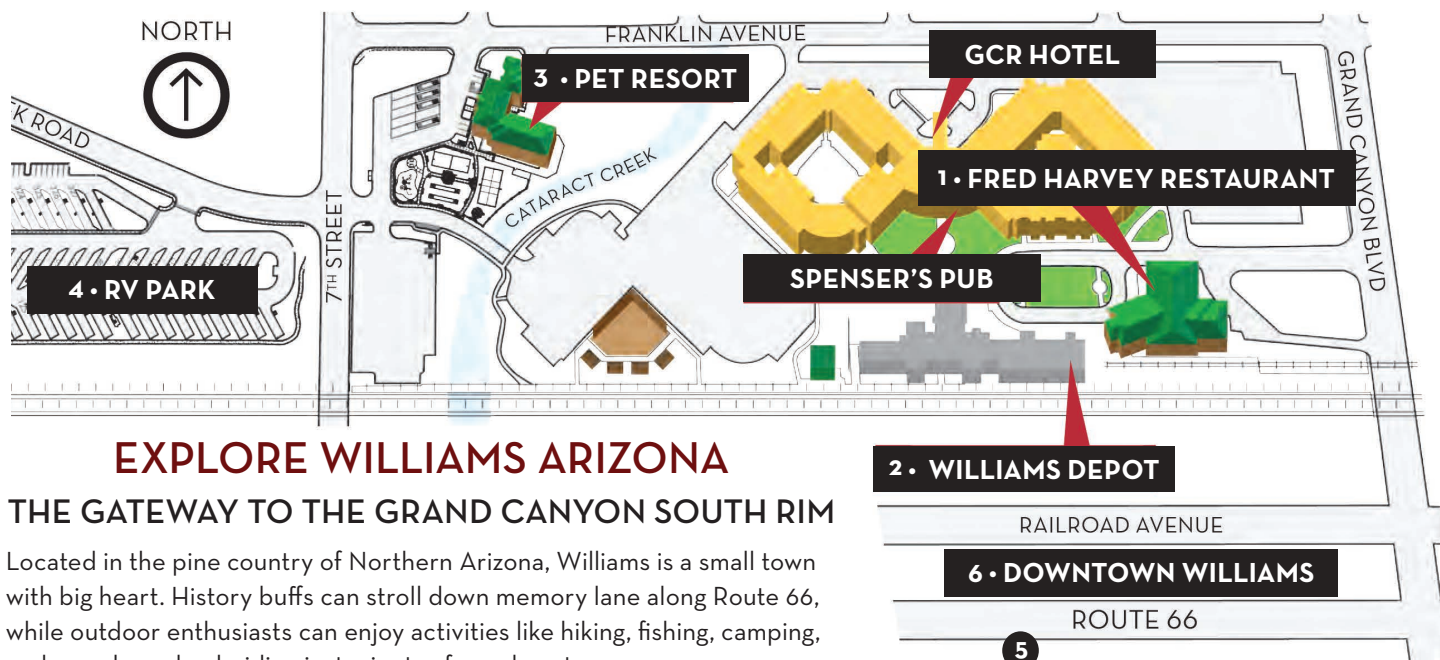 NORTH
FRANKLIN AVENUE
GCR HOTEL
3 • PET RESORT
GRAND CANYON BLVD
K ROAD
1 • FRED HARVEY RESTAURANT
CATARACT CREEK
7TH STREET
SPENSER'S PUB
4 • RV PARK
EXPLORE WILLIAMS ARIZONA
THE GATEWAY TO THE GRAND CANYON SOUTH RIM
Located in the pine country of Northern Arizona, Williams is a small town
with big heart. History buffs can stroll down memory lane along Route 66,
while outdoor enthusiasts can enjoy activities like hiking, fishing, camping,
2 • WILLIAMS DEPOT
RAILROAD AVENUE
6 • DOWNTOWN WILLIAMS
ROUTE 66
5